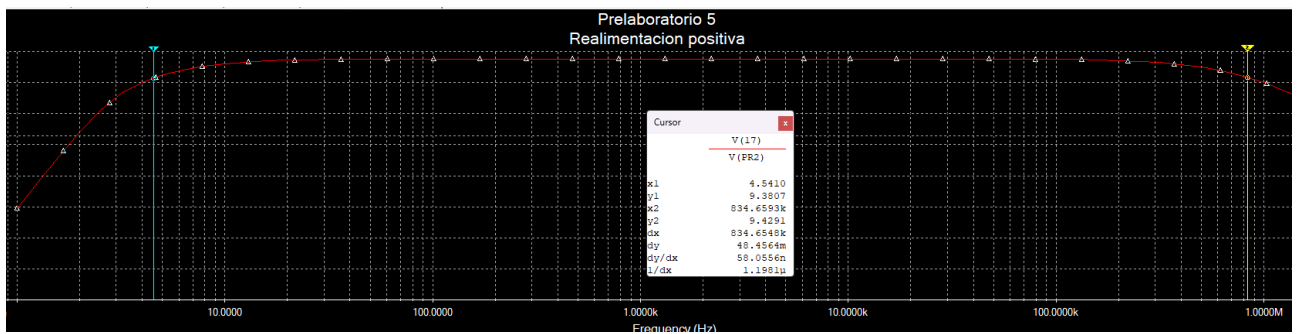 Prelaboratorio 5
Realimentacion positiva
Cursor x
V(17)
V(PR2)
x1 4.5410
y1 9.3807
x2 834.6593k
y2 9.4291
dx 834.6548k
dy 48.4564m
dy/dx 58.0556n
1/dx 1.1981µ
10.0000 100.0000 1.0000k 10.0000k 100.0000k 1.0000M
Frequency (Hz)